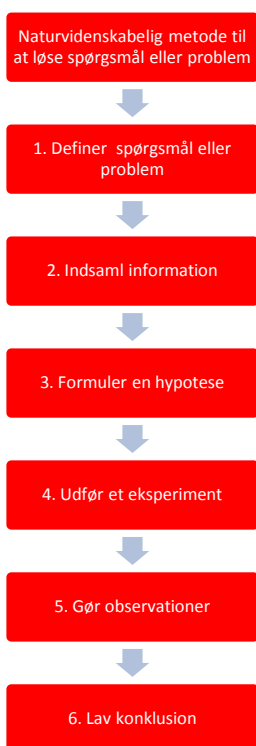 Naturvidenskabelig metode til
at løse spørgsmål eller problem
1. Definer spørgsmål eller
problem
2. Indsaml information
3. Formuler en hypotese
4. Udfør et eksperiment
5. Gør observationer
6. Lav konklusion